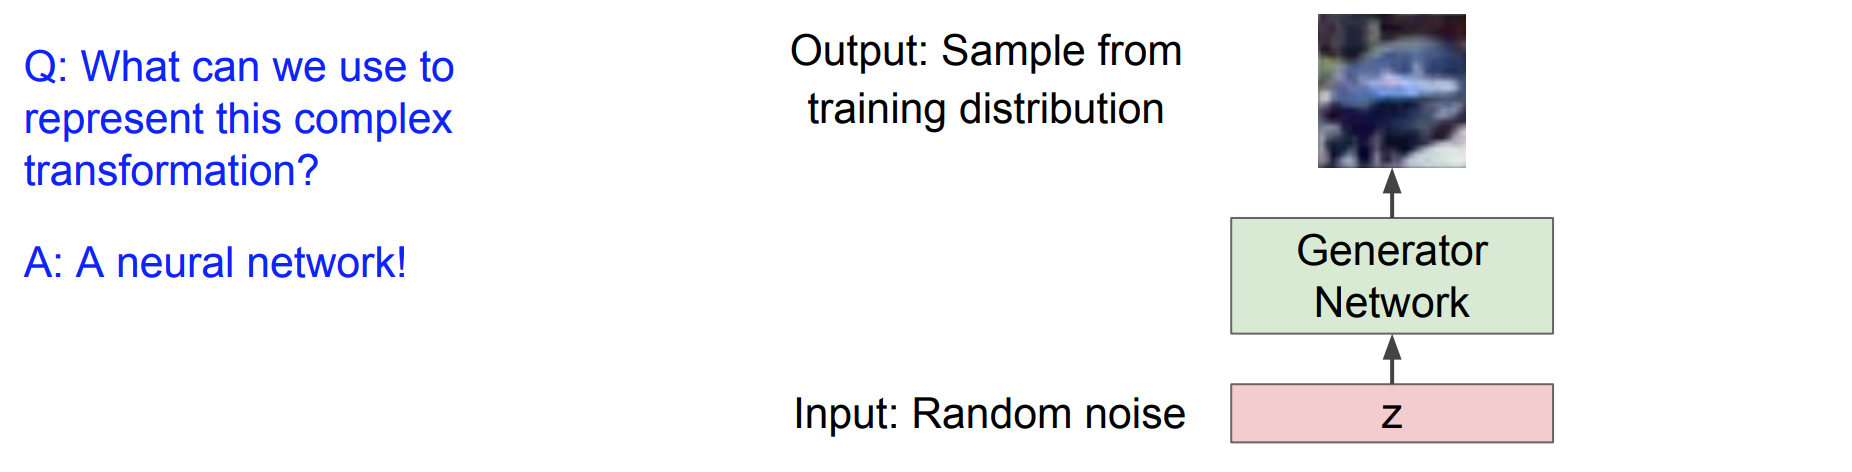 Q: What can we use to
represent this complex
transformation?
A: A neural network!
Output: Sample from
training distribution
Generator
Network
Input: Random noise
z